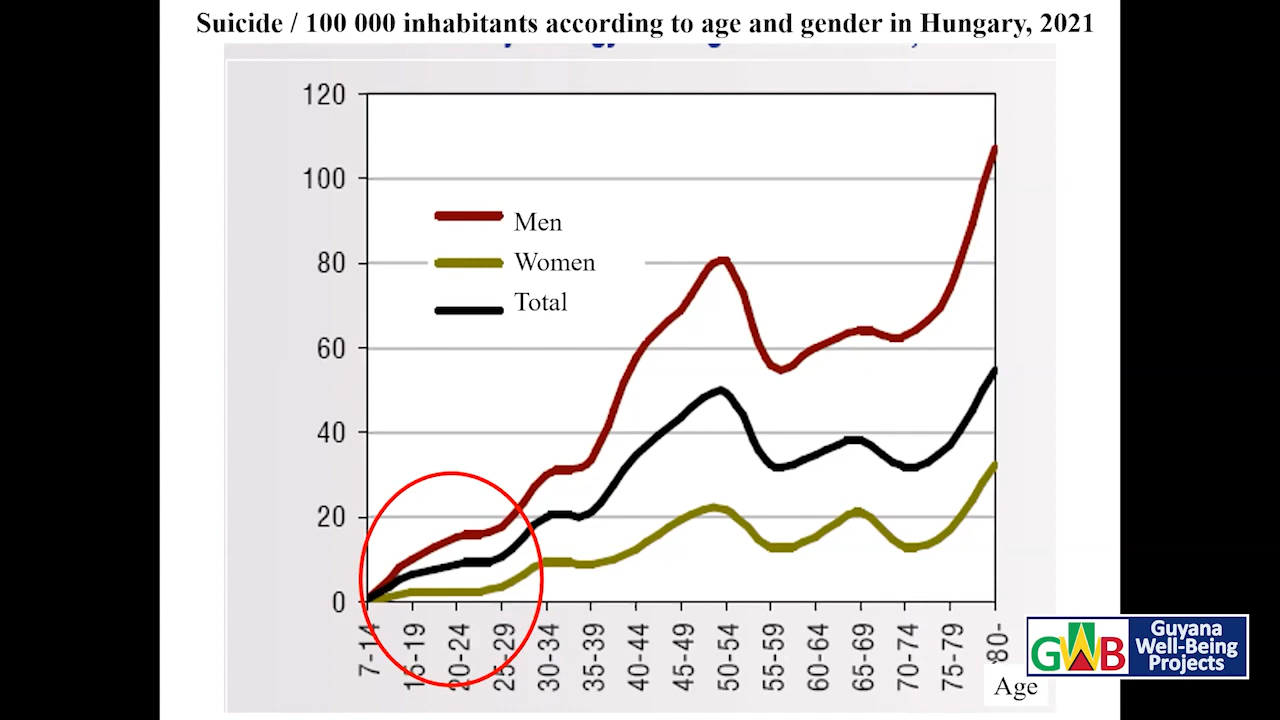 Suicide / 100 000 inhabitants according to age and gender in Hungary, 2021
120
100
80
60
40
20
0
Men
Women
Total
7-14
15-19
20-24
25-29
30-34
35-39
40-44
45-49
50-54
55-59
60-64
65-69
70-74
75-79
80-
Age
GWB
Guyana
Well-Being
Projects